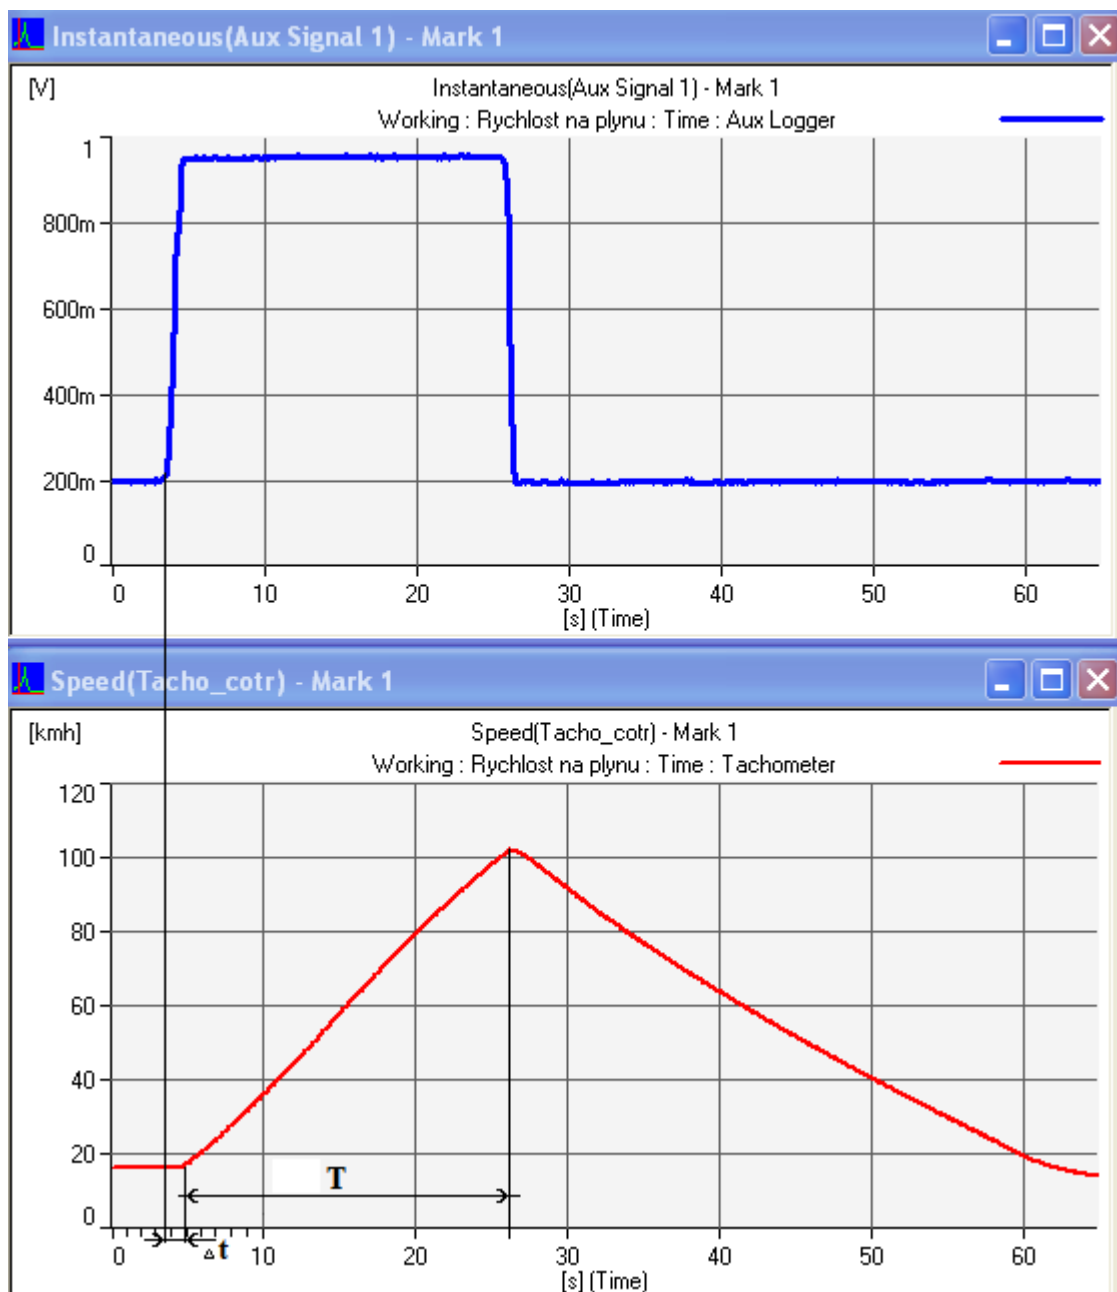 Instantaneous(Aux Signal 1) - Mark 1
[V]
Instantaneous(Aux Signal 1) - Mark 1
Working : Rychlost na plynu : Time : Aux Logger
1
800m
600m
400m
200m
0
0 10 20 30 40 50 60
[s] (Time)
Speed(Tacho_cotr) - Mark 1
[kmh]
Speed(Tacho_cotr) - Mark 1
Working : Rychlost na plynu : Time : Tachometer
120
100
80
60
40
20
T
0
0 Δt 10 20 30 40 50 60
[s] (Time)